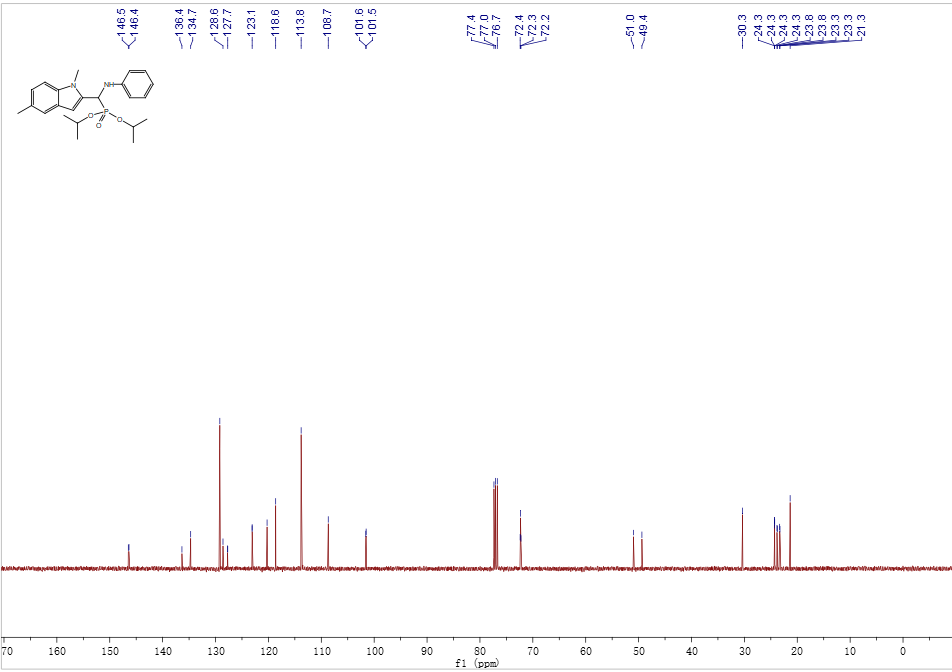 146.5 146.4 136.4 134.7 128.6 127.7 123.1 118.6 113.8 108.7 101.6 101.5 77.4 77.0 76.7 72.4 72.3 72.2 51.0 49.4 30.3 24.3 24.3 24.3 24.3 23.8 23.8 23.3 23.3 21.3
N NH
O P O
O
70 160 150 140 130 120 110 100 90 80 70 60 50 40 30 20 10 0
f1 (ppm)